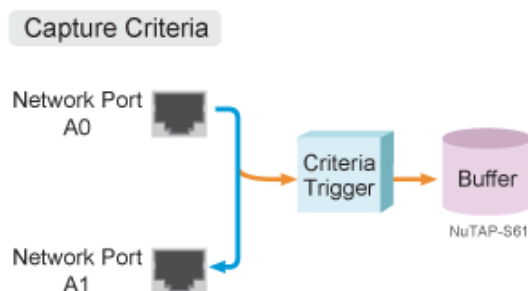 Capture Criteria
Network Port
A0
Criteria
Trigger
Buffer
NuTAP-S61
Network Port
A1